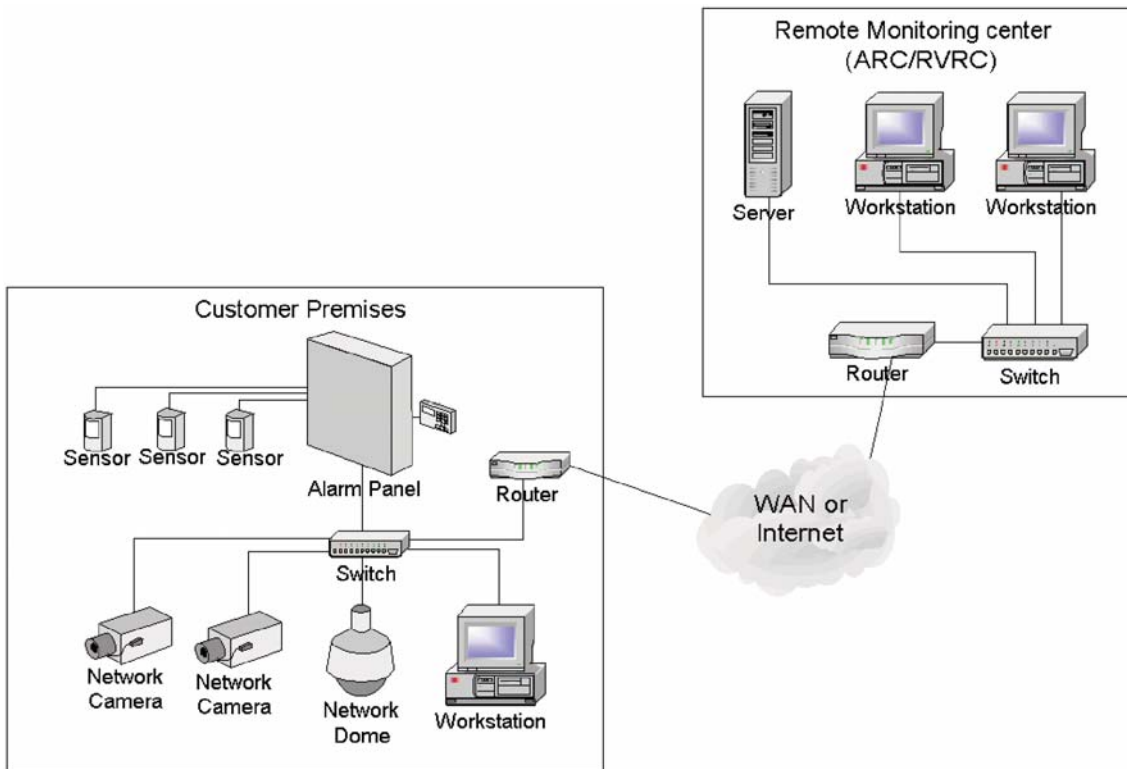 Remote Monitoring center
(ARC/RVRC)
Server
Workstation
Workstation
Router
Switch
Customer Premises
Sensor
Sensor
Sensor
Alarm Panel
Router
WAN or
Internet
Switch
Network
Camera
Network
Camera
Network
Dome
Workstation